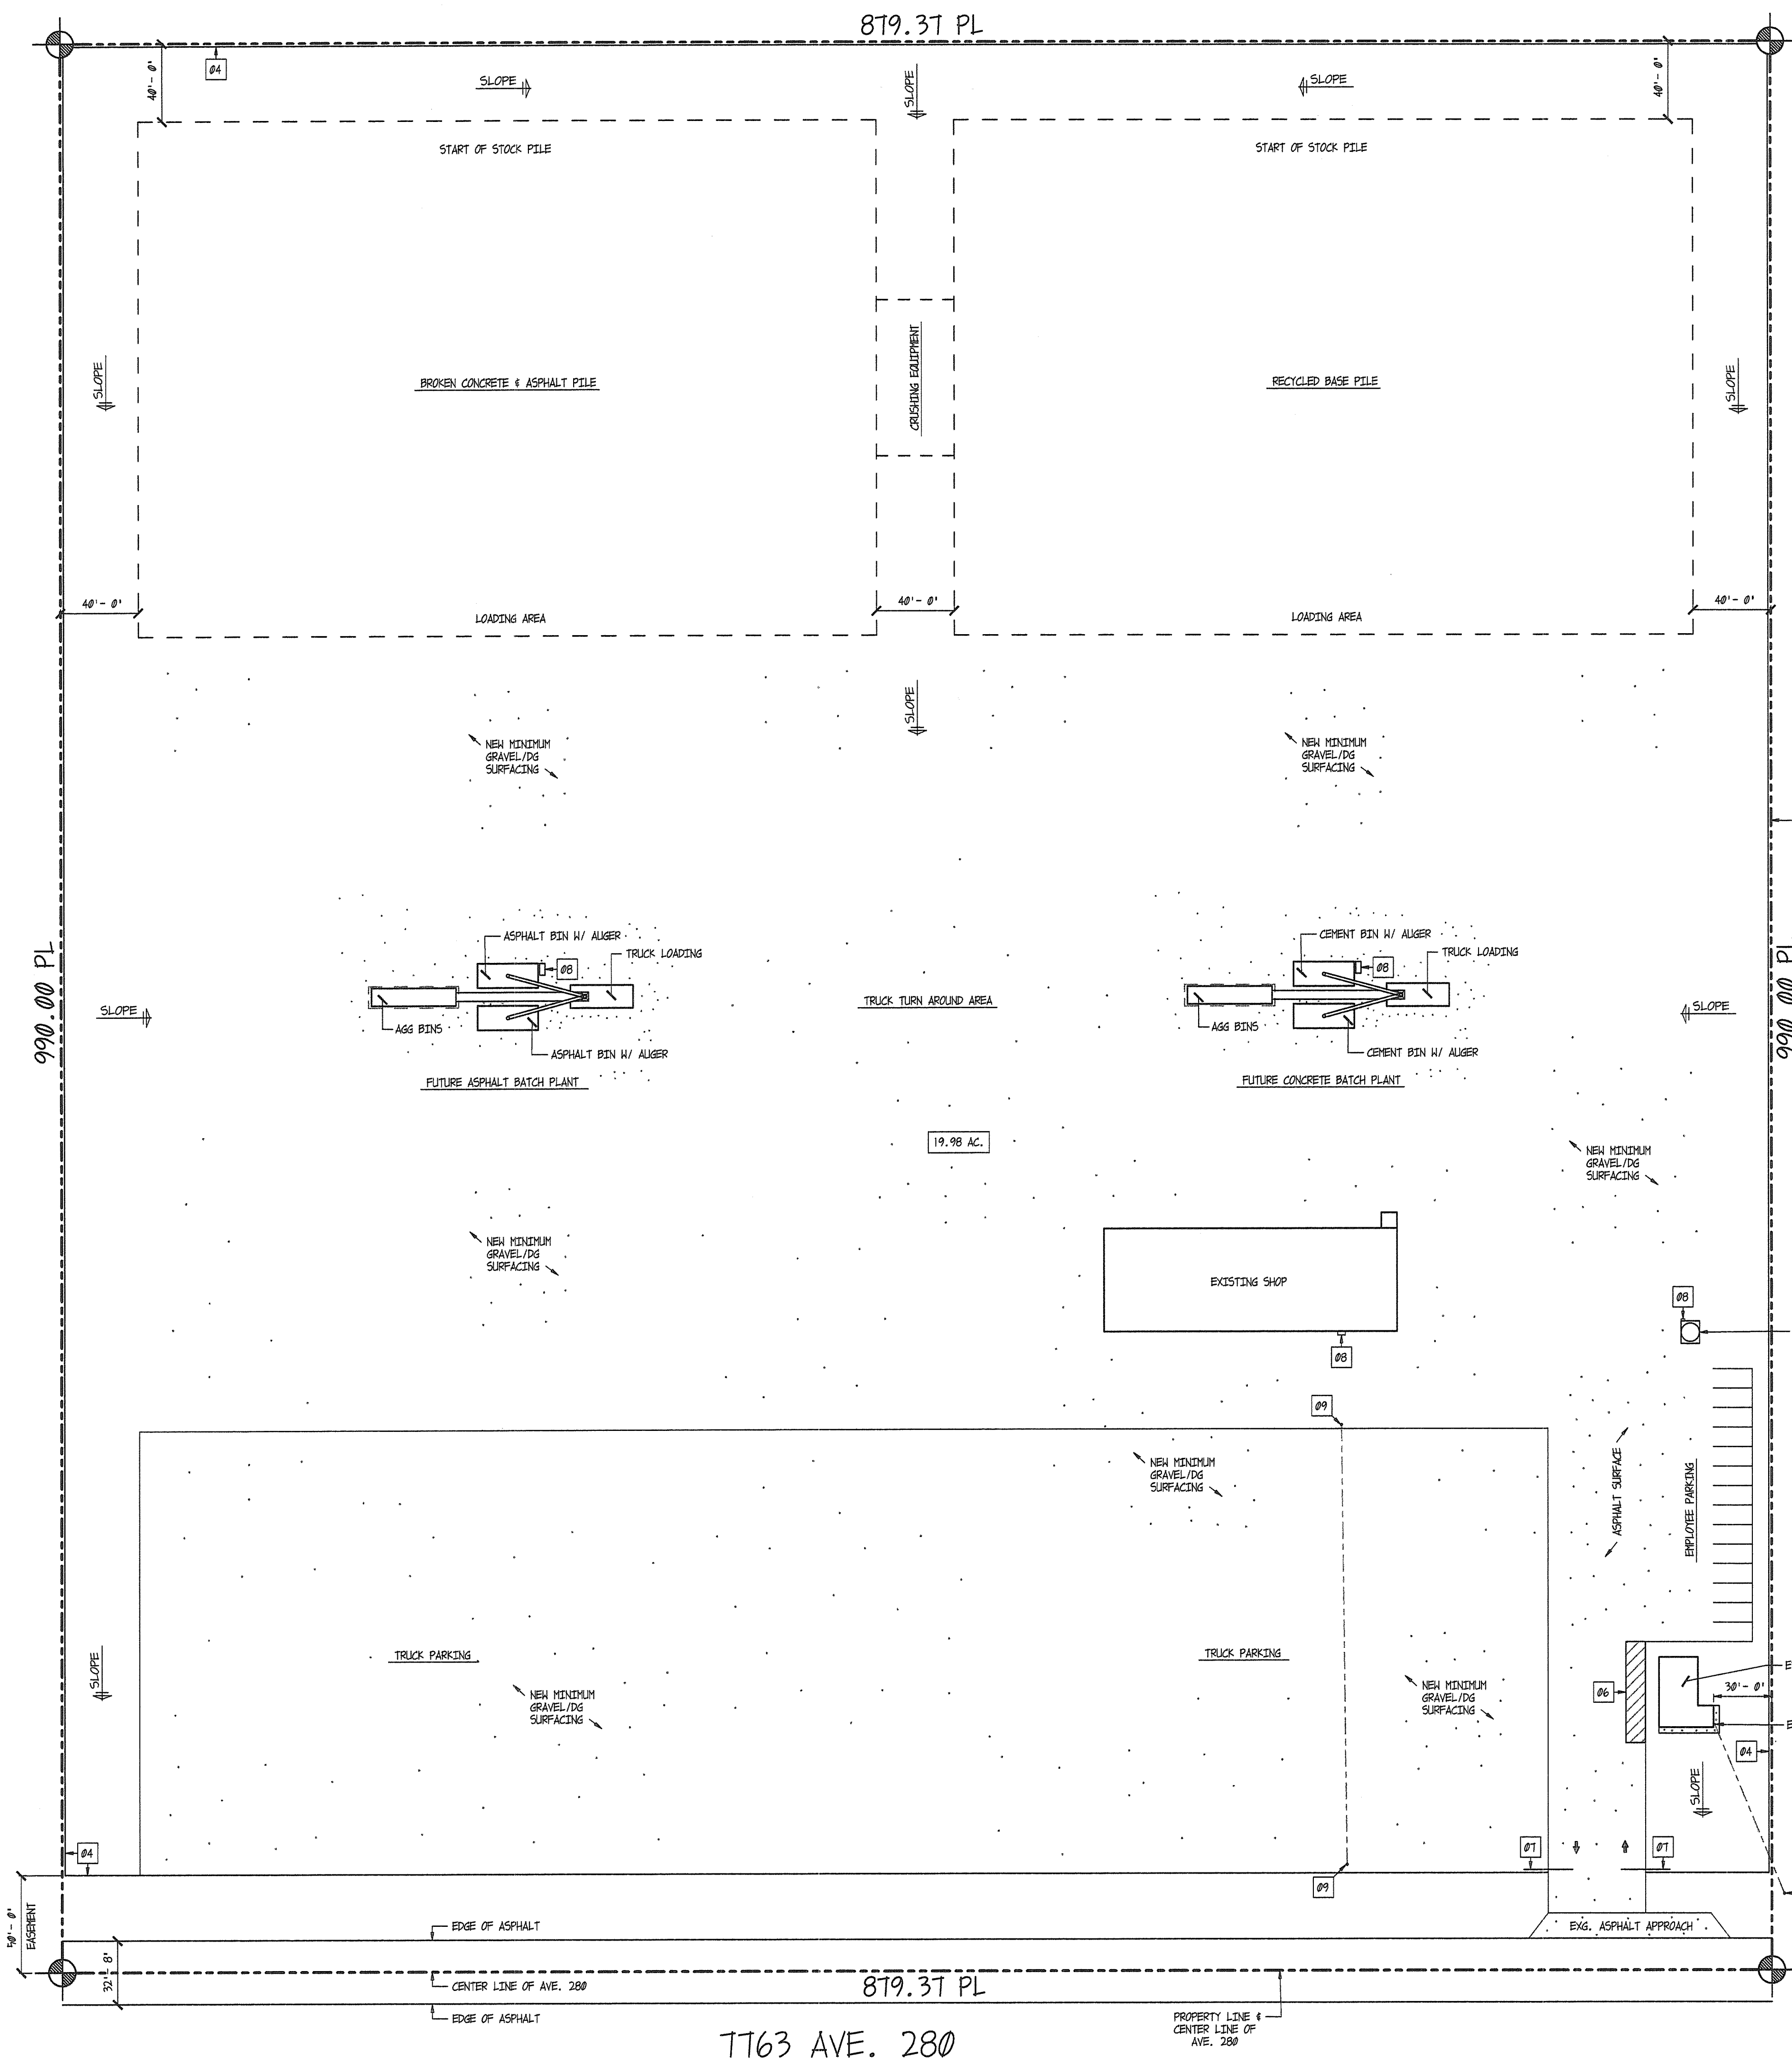 879.37 PL
04
40'- 0"
SLOPE
SLOPE
SLOPE
40'- 0"
START OF STOCK PILE
START OF STOCK PILE
SLOPE
BROKEN CONCRETE & ASPHALT PILE
CRUSHING EQUIPMENT
RECYCLED BASE PILE
SLOPE
40'- 0"
LOADING AREA
40'- 0"
LOADING AREA
40'- 0"
SLOPE
NEW MINIMUM
GRAVEL/DG
SURFACING
NEW MINIMUM
GRAVEL/DG
SURFACING
990.00 PL
SLOPE
ASPHALT BIN W/ AUGER
TRUCK LOADING
08
AGG BINS
ASPHALT BIN W/ AUGER
FUTURE ASPHALT BATCH PLANT
TRUCK TURN AROUND AREA
CEMENT BIN W/ AUGER
TRUCK LOADING
08
AGG BINS
CEMENT BIN W/ AUGER
FUTURE CONCRETE BATCH PLANT
SLOPE
990.00 PL
19.98 AC.
NEW MINIMUM
GRAVEL/DG
SURFACING
NEW MINIMUM
GRAVEL/DG
SURFACING
EXISTING SHOP
08
08
09
NEW MINIMUM
GRAVEL/DG
SURFACING
ASPHALT SURFACE
EMPLOYEE PARKING
SLOPE
TRUCK PARKING
TRUCK PARKING
NEW MINIMUM
GRAVEL/DG
SURFACING
NEW MINIMUM
GRAVEL/DG
SURFACING
06
30'- 0"
E
E
04
SLOPE
04
07
07
09
50'- 0"
EASEMENT
EDGE OF ASPHALT
EXG. ASPHALT APPROACH
32'- 8"
CENTER LINE OF AVE. 280
879.37 PL
EDGE OF ASPHALT
PROPERTY LINE &
CENTER LINE OF
AVE. 280
7763 AVE. 280